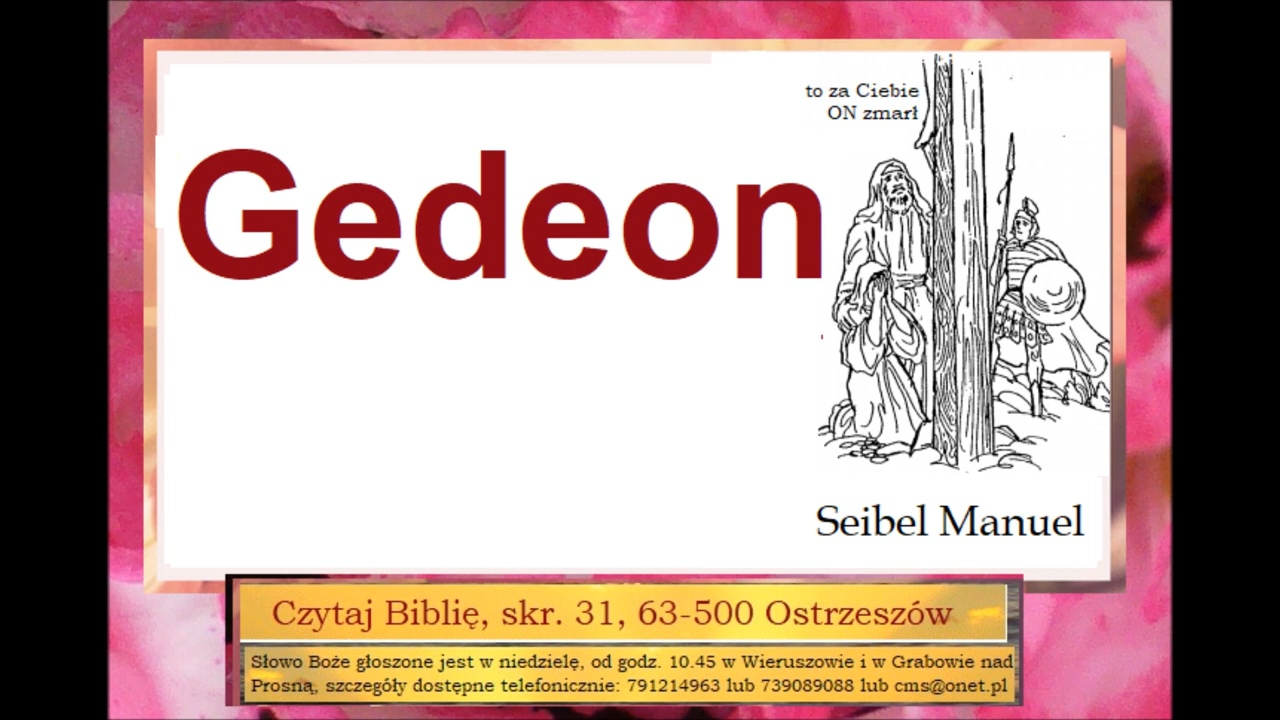 to za Ciebie
ON zmarł
Gedeon
Seibel Manuel
Czytaj Biblię, skr. 31, 63-500 Ostrzeszów
Słowo Boże głoszone jest w niedzielę, od godz. 10.45 w Wieruszowie i w Grabowie nad
Prosną, szczegóły dostępne telefonicznie: 791214963 lub 739089088 lub cms@onet.pl